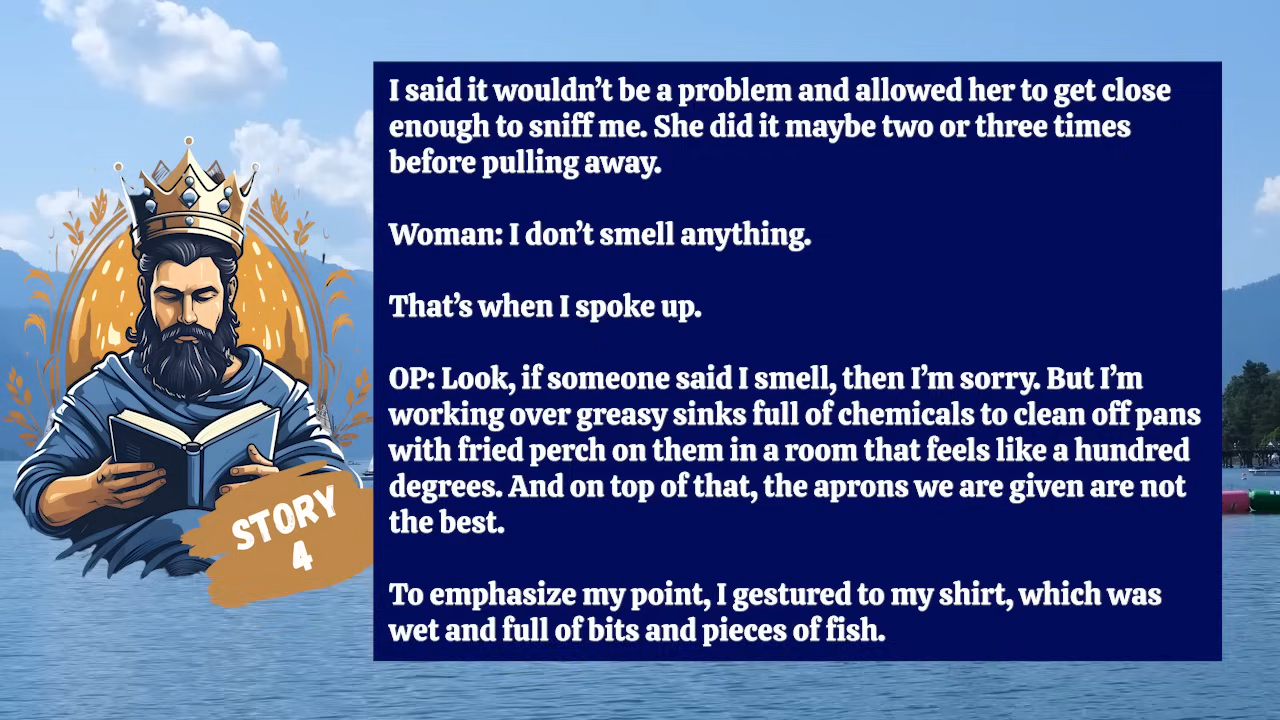 I said it wouldn’t be a problem and allowed her to get close
enough to sniff me. She did it maybe two or three times
before pulling away.
Woman: I don’t smell anything.
That’s when I spoke up.
OP: Look, if someone said I smell, then I’m sorry. But I’m
working over greasy sinks full of chemicals to clean off pans
with fried perch on them in a room that feels like a hundred
degrees. And on top of that, the aprons we are given are not
the best.
To emphasize my point, I gestured to my shirt, which was
wet and full of bits and pieces of fish.
STORY
4